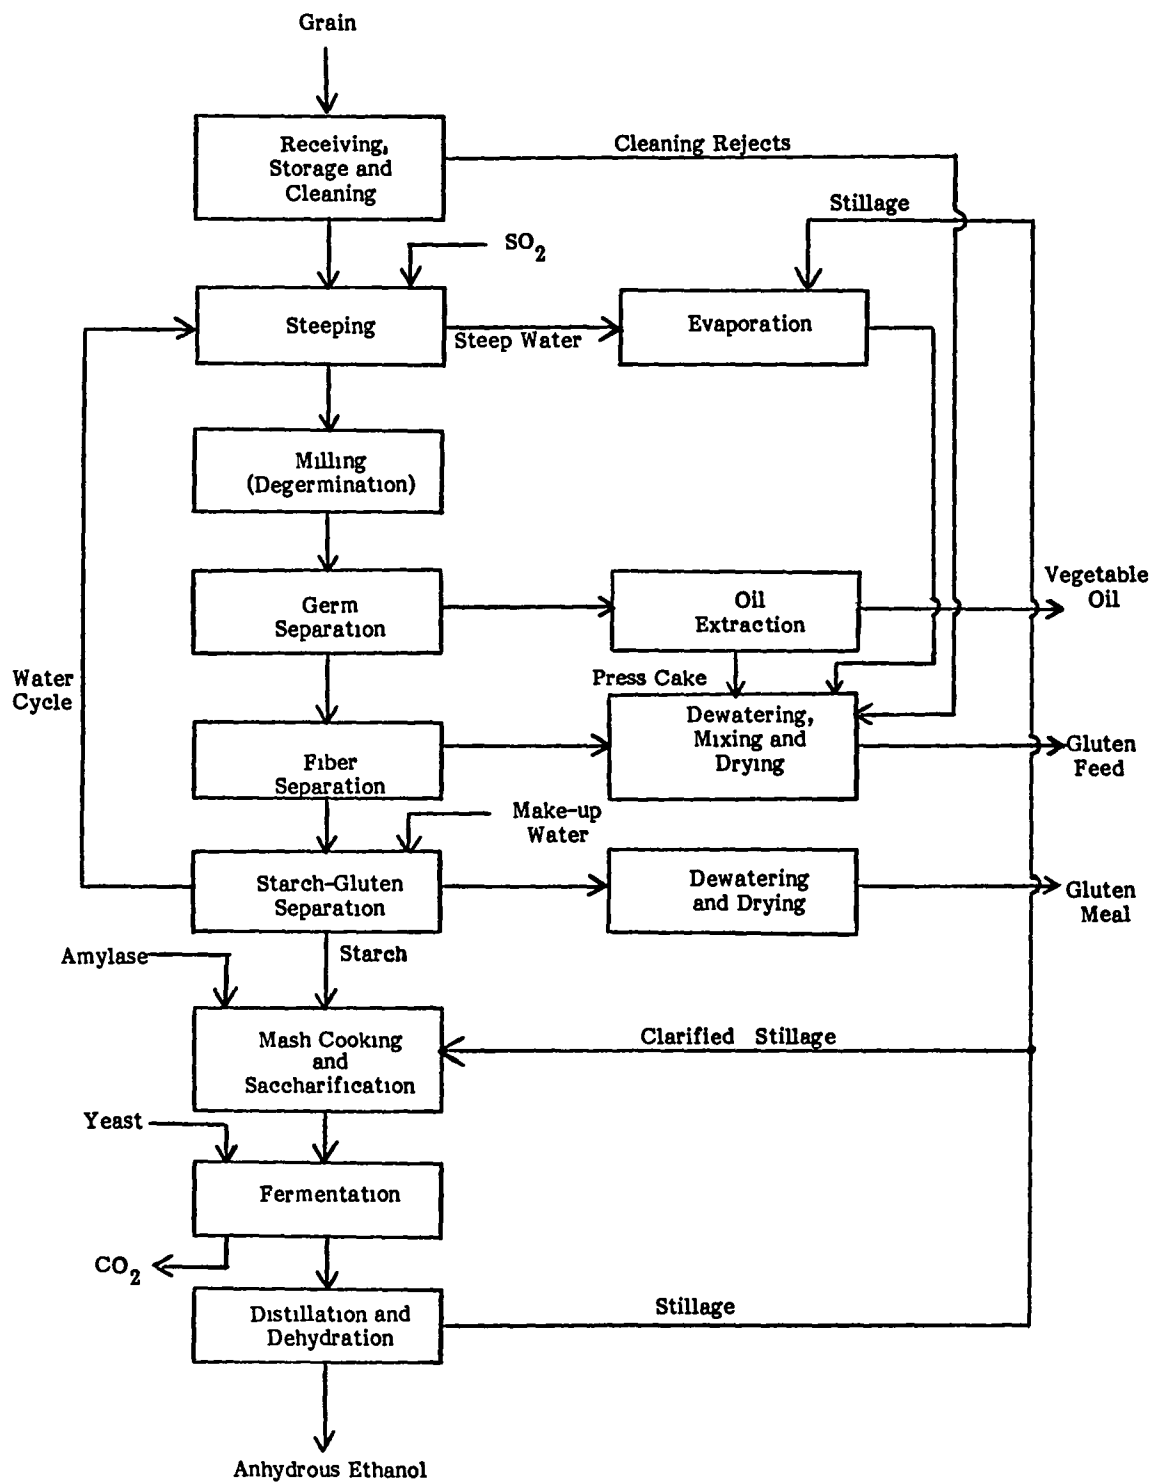 Grain
Receiving,
Storage and
Cleaning
Cleaning Rejects
Stillage
SO2
Steeping
Steep Water
Evaporation
Milling
(Degermination)
Germ
Separation
Oil
Extraction
Vegetable
Oil
Water
Cycle
Press Cake
Fiber
Separation
Dewatering,
Mixing and
Drying
Gluten
Feed
Make-up
Water
Starch-Gluten
Separation
Dewatering
and Drying
Gluten
Meal
Amylase
Starch
Mash Cooking
and
Saccharification
Clarified Stillage
Yeast
Fermentation
CO2
Distillation and
Dehydration
Stillage
Anhydrous Ethanol